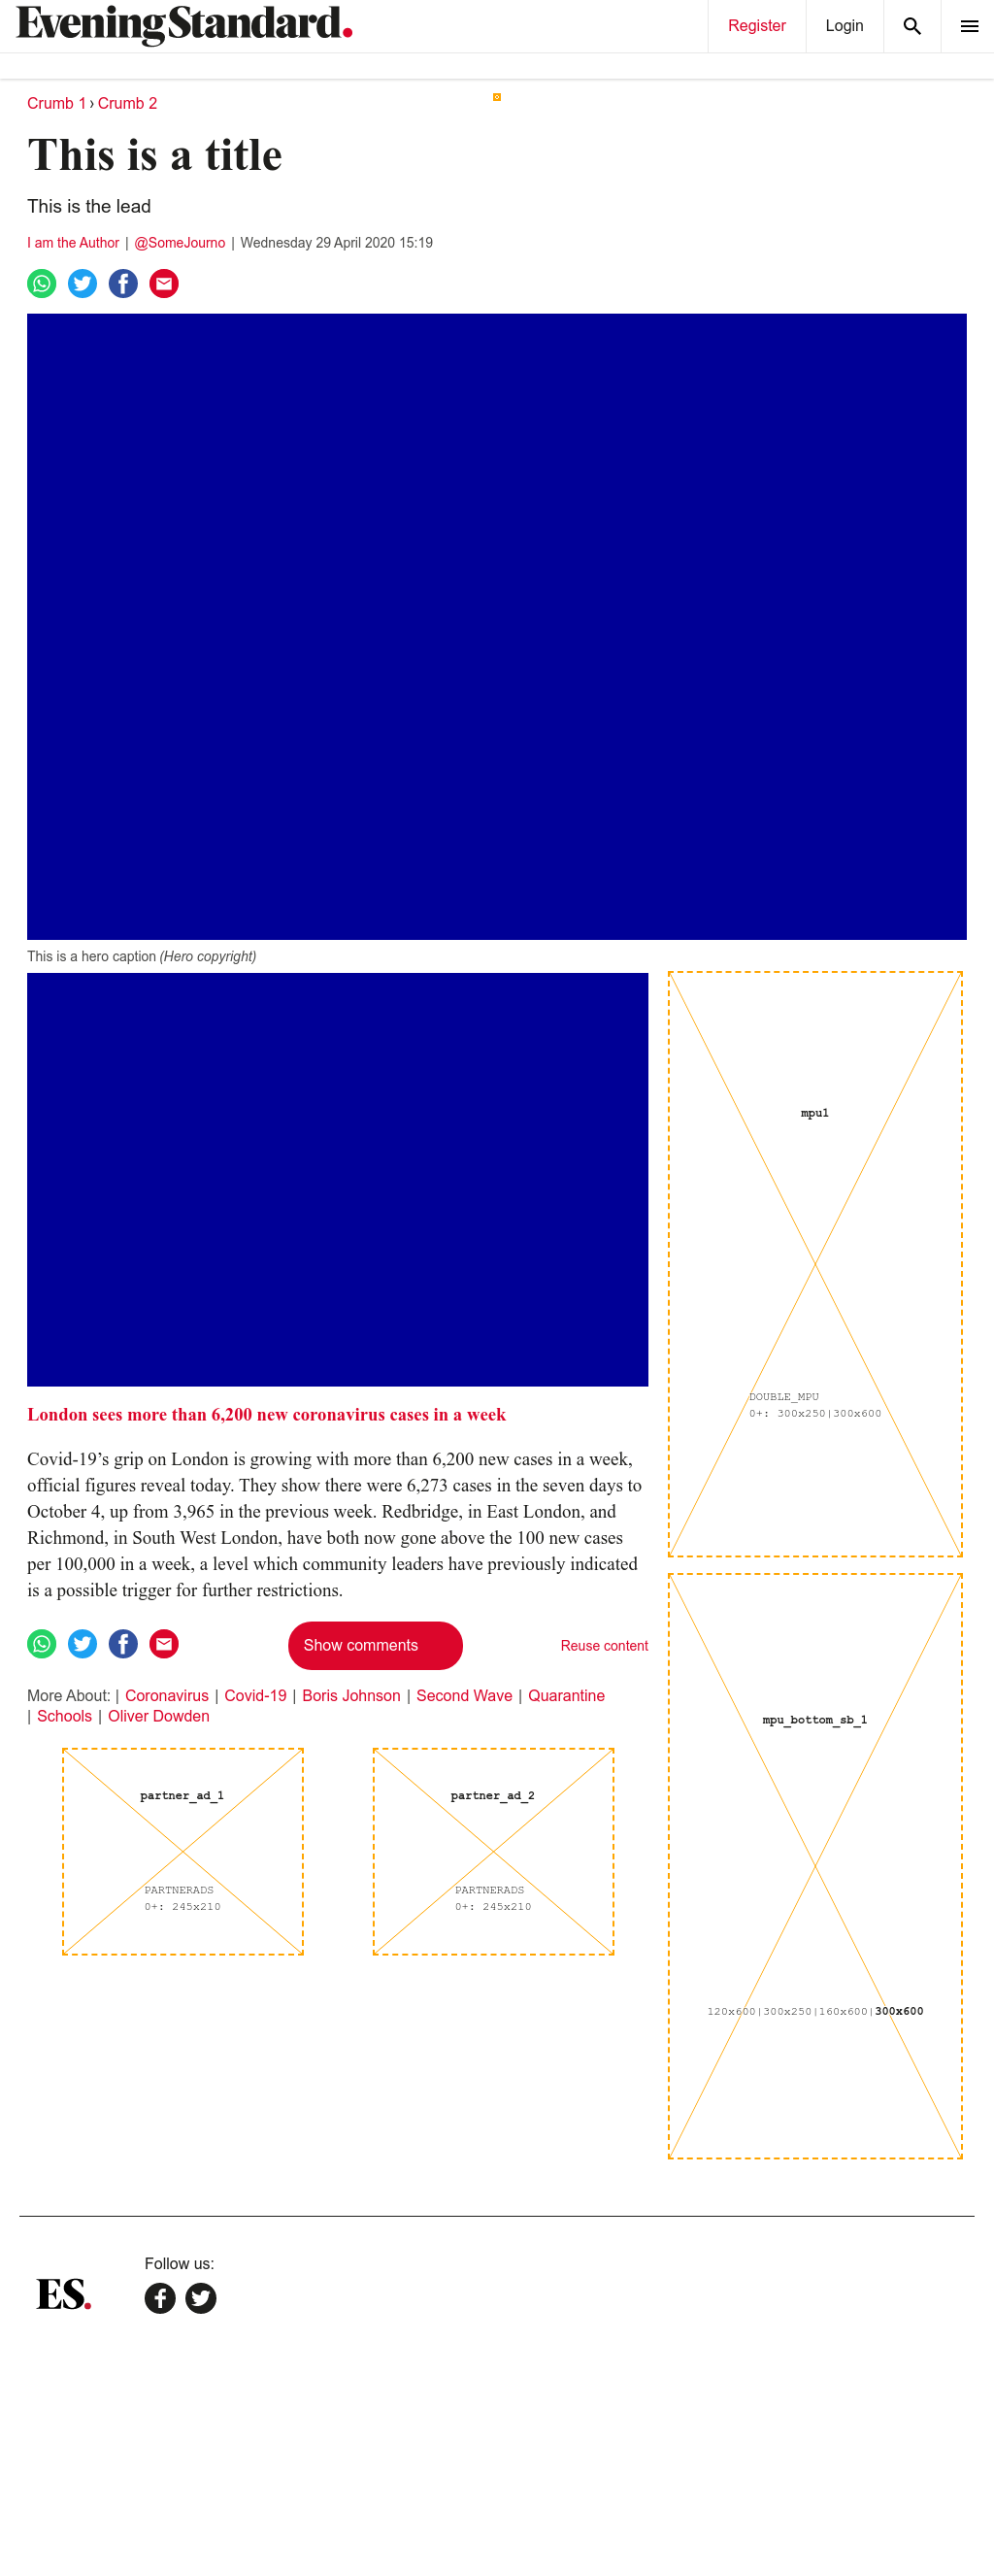 Evening Standard.
Register
Login
Crumb 1 › Crumb 2
This is a title
This is the lead
I am the Author | @SomeJourno | Wednesday 29 April 2020 15:19
This is a hero caption (Hero copyright)
mpu1
DOUBLE_MPU
0+: 300x250|300x600
London sees more than 6,200 new coronavirus cases in a week
Covid-19’s grip on London is growing with more than 6,200 new cases in a week,
official figures reveal today. They show there were 6,273 cases in the seven days to
October 4, up from 3,965 in the previous week. Redbridge, in East London, and
Richmond, in South West London, have both now gone above the 100 new cases
per 100,000 in a week, a level which community leaders have previously indicated
is a possible trigger for further restrictions.
Show comments
Reuse content
More About: | Coronavirus | Covid-19 | Boris Johnson | Second Wave | Quarantine
| Schools | Oliver Dowden
mpu_bottom_sb_1
120x600|300x250|160x600|300x600
partner_ad_1
PARTNERADS
0+: 245x210
partner_ad_2
PARTNERADS
0+: 245x210
ES.
Follow us: